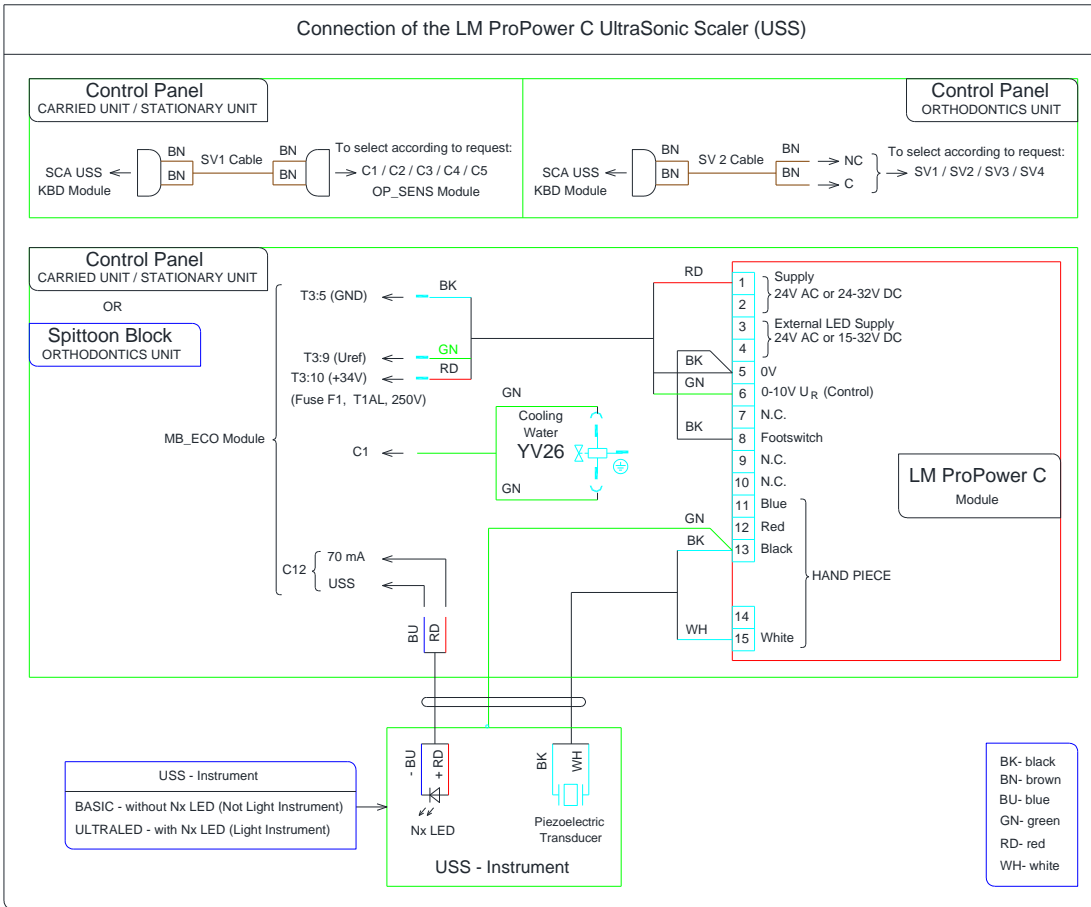 Connection of the LM ProPower C UltraSonic Scaler (USS)
Control Panel
CARRIED UNIT / STATIONARY UNIT
SCA USS
KBD Module
BN
BN
SV1 Cable
BN
BN
To select according to request:
C1 / C2 / C3 / C4 / C5
OP_SENS Module
Control Panel
ORTHODONTICS UNIT
SCA USS
KBD Module
BN
BN
SV 2 Cable
BN
BN
NC
C
To select according to request:
SV1 / SV2 / SV3 / SV4
Control Panel
CARRIED UNIT / STATIONARY UNIT
OR
Spittoon Block
ORTHODONTICS UNIT
MB_ECO Module
T3:5 (GND)
BK
T3:9 (Uref)
GN
T3:10 (+34V)
RD
(Fuse F1, T1AL, 250V)
C1
GN
Cooling
Water
YV26
GN
C12
70 mA
USS
BU
RD
RD
BK
GN
BK
GN
BK
WH
1
Supply
24V AC or 24-32V DC
2
3
External LED Supply
24V AC or 15-32V DC
4
5
0V
6
0-10V UR (Control)
7
N.C.
8
Footswitch
9
N.C.
10
N.C.
11
Blue
12
Red
13
Black
HAND PIECE
14
15
White
LM ProPower C
Module
USS - Instrument
BASIC - without Nx LED (Not Light Instrument)
ULTRALED - with Nx LED (Light Instrument)
- BU
+ RD
Nx LED
BK
WH
Piezoelectric
Transducer
USS - Instrument
BK- black
BN- brown
BU- blue
GN- green
RD- red
WH- white